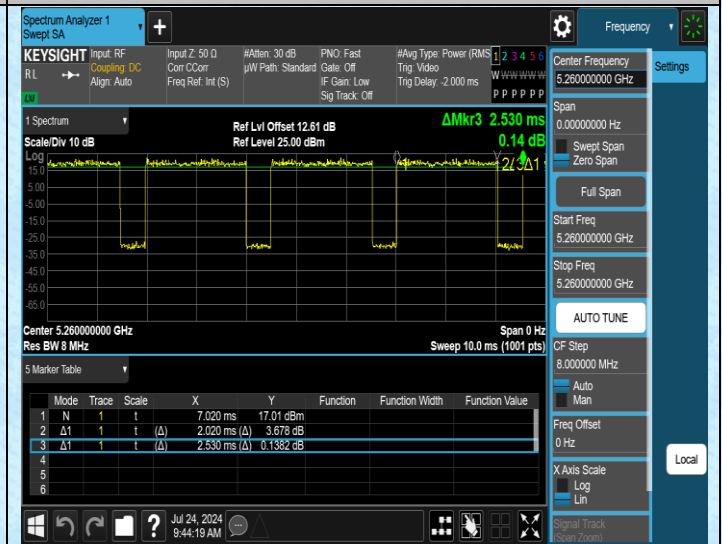 Spectrum Analyzer 1
Swept SA
Frequency
KEYSIGHT
RL
LXI
Input: RF
Coupling: DC
Align: Auto
Input Z: 50 Ω
Corr CCorr
Freq Ref: Int (S)
#Atten: 30 dB
µW Path: Standard
PNO: Fast
Gate: Off
IF Gain: Low
Sig Track: Off
#Avg Type: Power (RMS
Trig: Video
Trig Delay: -2.000 ms
1 2 3 4 5 6
W W W W W W
P P P P P P
1 Spectrum
Scale/Div 10 dB
Ref Lvl Offset 12.61 dB
Ref Level 25.00 dBm
ΔMkr3 2.530 ms
0.14 dB
Log
15.0
5.00
-5.00
-15.0
-25.0
-35.0
-45.0
-55.0
-65.0
Center 5.260000000 GHz
Res BW 8 MHz
Span 0 Hz
Sweep 10.0 ms (1001 pts)
5 Marker Table
Mode Trace Scale X Y Function Function Width Function Value
1 N 1 t 7.020 ms 17.01 dBm
2 Δ1 1 t (Δ) 2.020 ms (Δ) 3.678 dB
3 Δ1 1 t (Δ) 2.530 ms (Δ) 0.1382 dB
4
5
6
Center Frequency
5.260000000 GHz
Settings
Span
0.00000000 Hz
Swept Span
Zero Span
Full Span
Start Freq
5.260000000 GHz
Stop Freq
5.260000000 GHz
AUTO TUNE
CF Step
8.000000 MHz
Auto
Man
Freq Offset
0 Hz
X Axis Scale
Log
Lin
Local
Signal Track
(Span Zoom)
Jul 24, 2024
9:44:19 AM